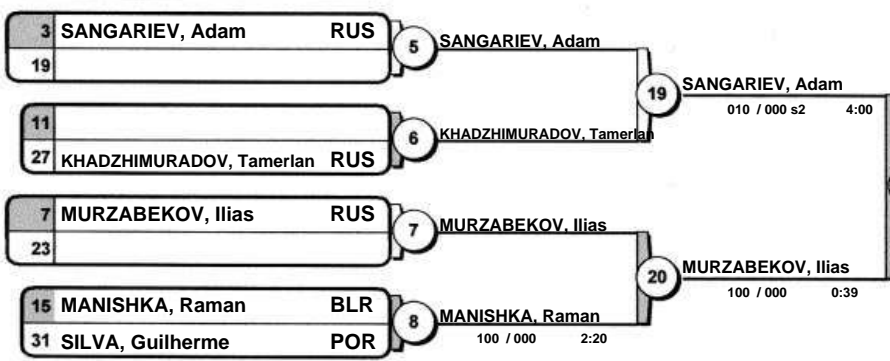 3 SANGARIEV, Adam RUS
19
5 SANGARIEV, Adam
11
27 KHADZHIMURADOV, Tamerlan RUS
6 KHADZHIMURADOV, Tamerlan
19 SANGARIEV, Adam
010 / 000 s2 4:00
7 MURZABEKOV, Ilias RUS
23
7 MURZABEKOV, Ilias
15 MANISHKA, Raman BLR
31 SILVA, Guilherme POR
8 MANISHKA, Raman
100 / 000 2:20
20 MURZABEKOV, Ilias
100 / 000 0:39